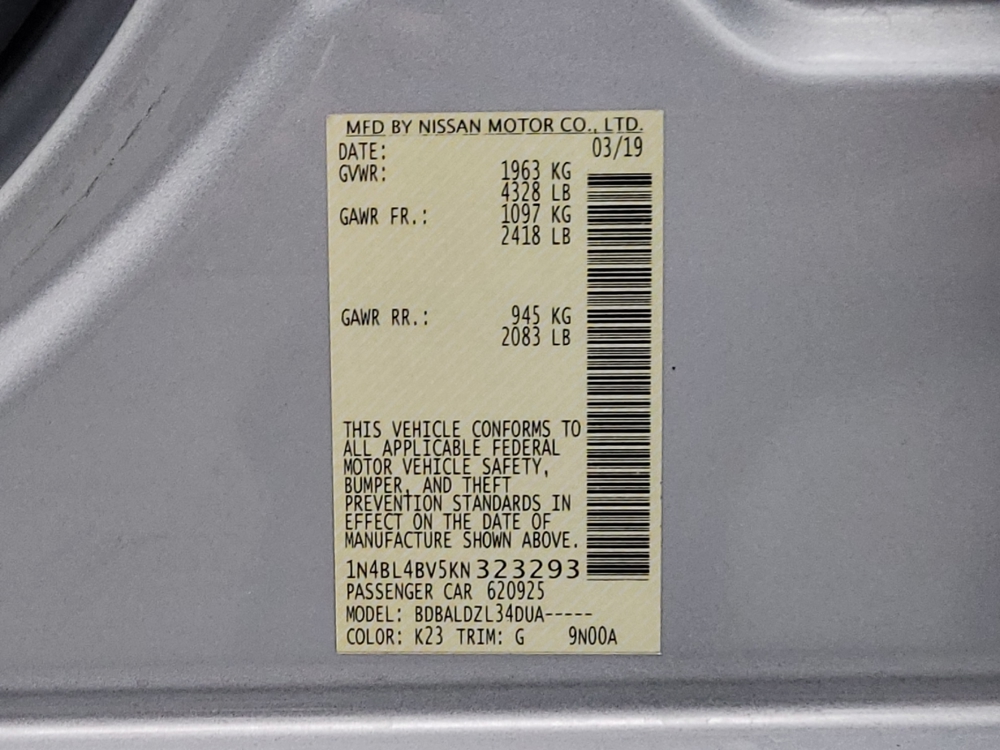 MFD BY NISSAN MOTOR CO., LTD.
DATE: 03/19
GVWR: 1963 KG
4328 LB
GAWR FR.: 1097 KG
2418 LB
GAWR RR.: 945 KG
2083 LB
THIS VEHICLE CONFORMS TO
ALL APPLICABLE FEDERAL
MOTOR VEHICLE SAFETY,
BUMPER, AND THEFT
PREVENTION STANDARDS IN
EFFECT ON THE DATE OF
MANUFACTURE SHOWN ABOVE.
1N4BL4BV5KN323293
PASSENGER CAR 620925
MODEL: BDBALDZL34DUA-----
COLOR: K23 TRIM: G 9N00A